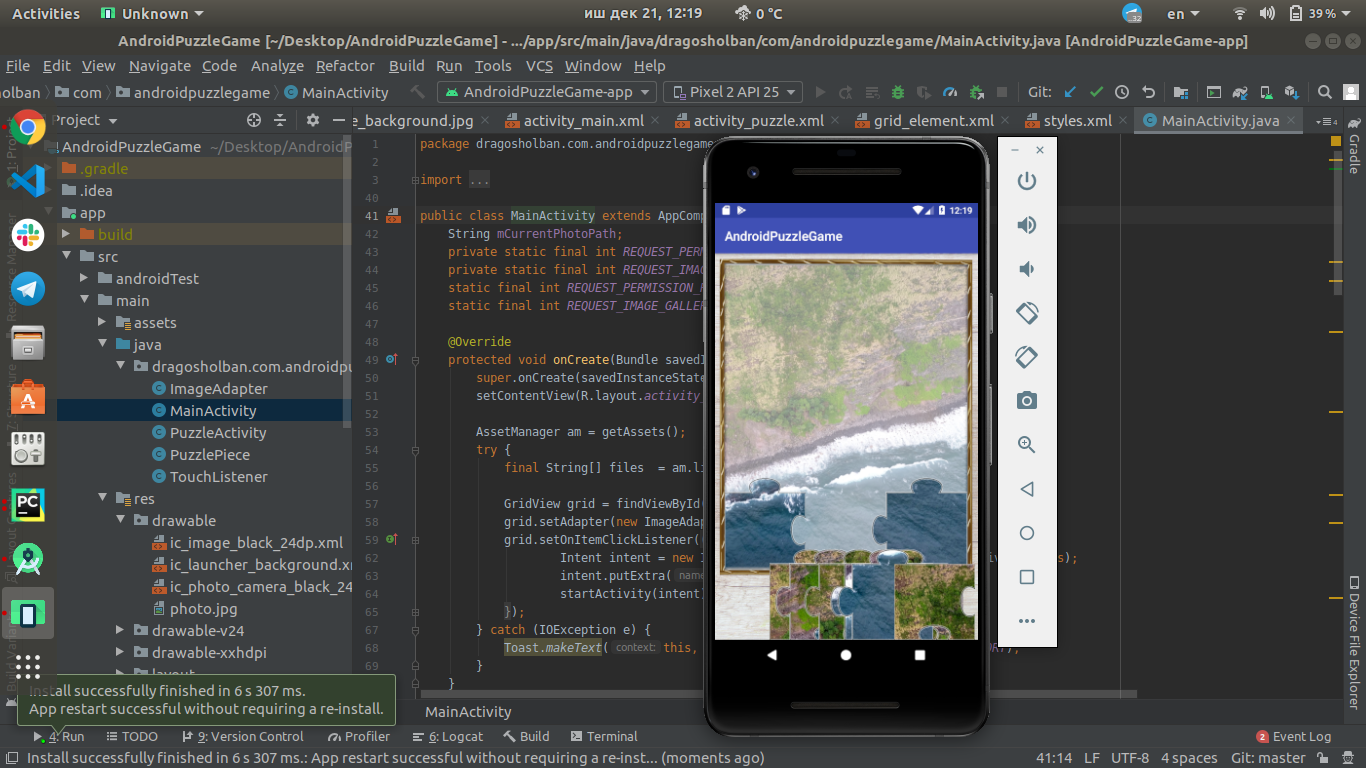 Activities Unknown иш дек 21, 12:19 0 °C 32 en 39 %
AndroidPuzzleGame [~/Desktop/AndroidPuzzleGame] - .../app/src/main/java/dragosholban/com/androidpuzzlegame/MainActivity.java [AndroidPuzzleGame-app]
File Edit View Navigate Code Analyze Refactor Build Run Tools VCS Window Help
olban com androidpuzzlegame MainActivity AndroidPuzzleGame-app Pixel 2 API 25 Git:
Project e_background.jpg activity_main.xml activity_puzzle.xml grid_element.xml styles.xml MainActivity.java 4
AndroidPuzzleGame ~/Desktop/AndroidP
.gradle
.idea
app
build
src
androidTest
main
assets
java
dragosholban.com.androidpu
ImageAdapter
MainActivity
PuzzleActivity
PuzzlePiece
TouchListener
res
drawable
ic_image_black_24dp.xml
ic_launcher_background.x
ic_photo_camera_black_24
photo.jpg
drawable-v24
drawable-xxhdpi
layout
1 package dragosholban.com.androidpuzzlegame
2
3 import ...
40
41 public class MainActivity extends AppComp
42 String mCurrentPhotoPath;
43 private static final int REQUEST_PERM
44 private static final int REQUEST_IMAG
45 static final int REQUEST_PERMISSION_
46 static final int REQUEST_IMAGE_GALLE
47
48 @Override
49 protected void onCreate(Bundle savedI
50 super.onCreate(savedInstanceState
51 setContentView(R.layout.activity_
52
53 AssetManager am = getAssets();
54 try {
55 final String[] files = am.li
56
57 GridView grid = findViewById(
58 grid.setAdapter(new ImageAdap
59 grid.setOnItemClickListener((
62 Intent intent = new I
63 intent.putExtra( name
64 startActivity(intent)
65 });
67 } catch (IOException e) {
68 Toast.makeText( context: this,
69 }
70 }
12:19
AndroidPuzzleGame
Gradle
Device File Explorer
Install successfully finished in 6 s 307 ms.
App restart successful without requiring a re-install.
MainActivity
4: Run TODO 9: Version Control Profiler 6: Logcat Build Terminal 2 Event Log
Install successfully finished in 6 s 307 ms.: App restart successful without requiring a re-inst... (moments ago) 41:14 LF UTF-8 4 spaces Git: master